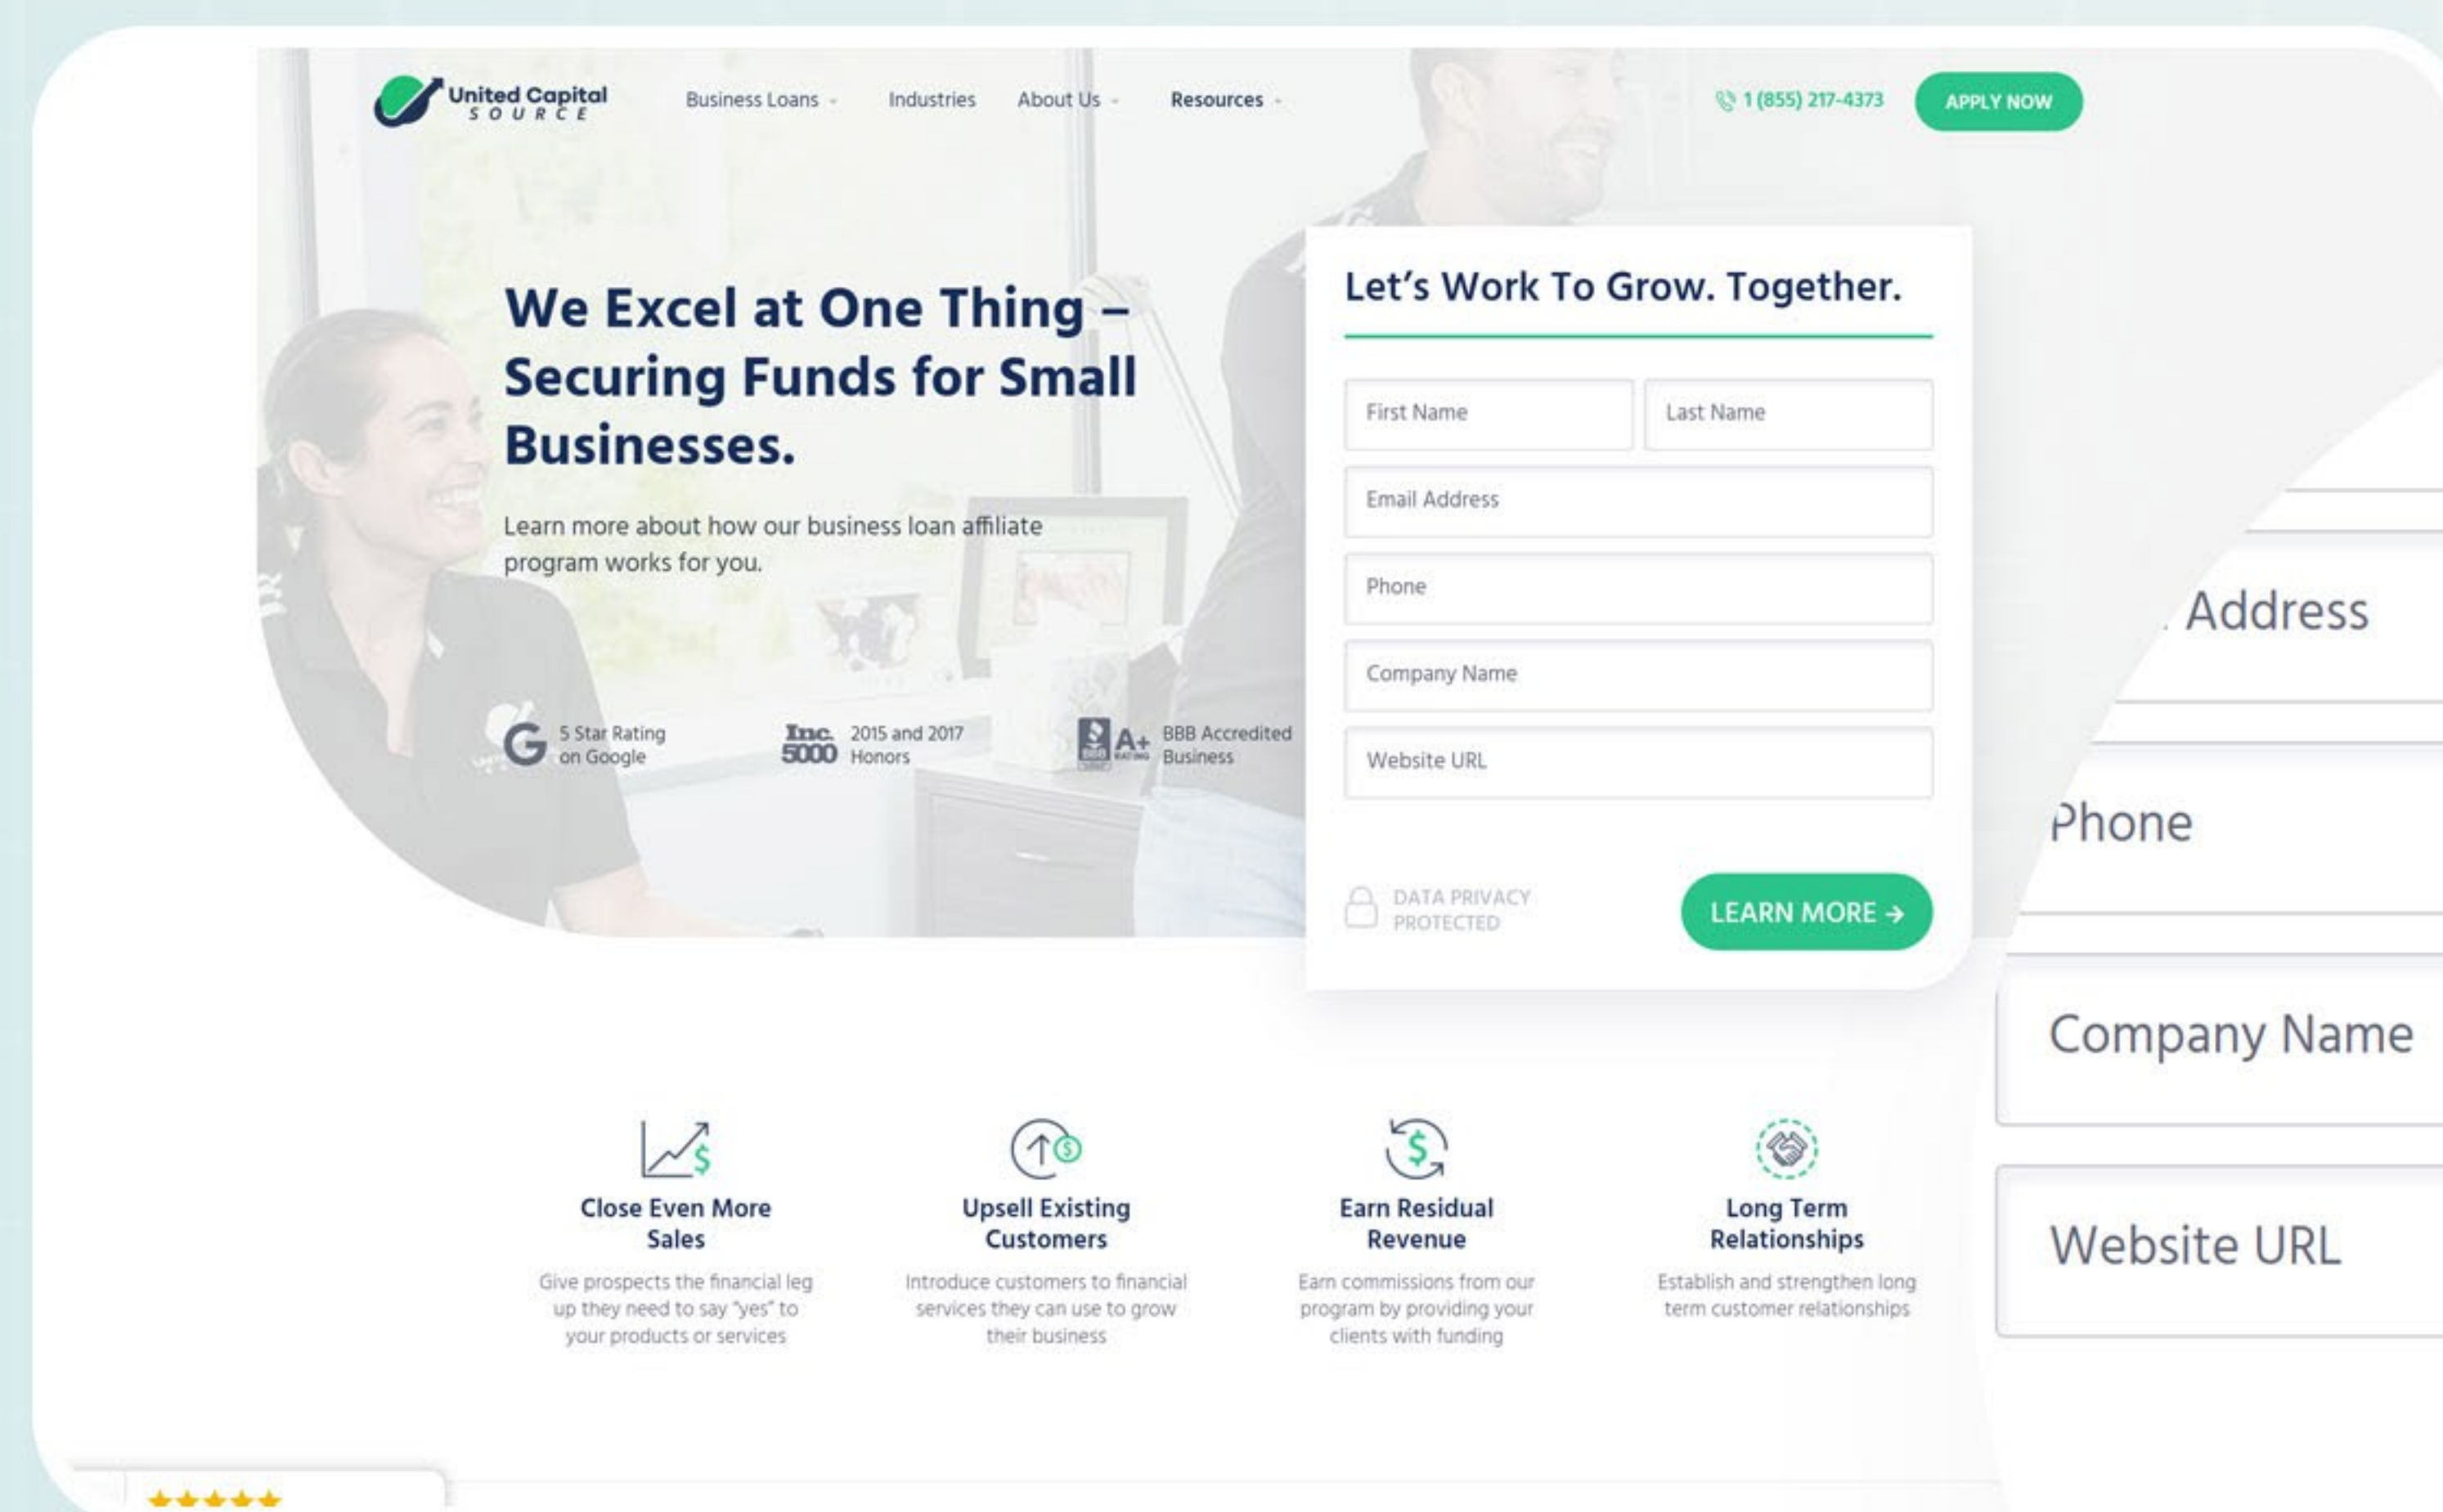 United Capital
SOURCE
Business Loans
Industries
About Us
Resources
1 (855) 217-4373
APPLY NOW
We Excel at One Thing –
Securing Funds for Small
Businesses.
Learn more about how our business loan affiliate
program works for you.
G 5 Star Rating
on Google
Inc.
5000
2015 and 2017
Honors
BBB
A+
RATING
BBB Accredited
Business
Let's Work To Grow. Together.
First Name
Last Name
Email Address
Phone
Company Name
Website URL
DATA PRIVACY
PROTECTED
LEARN MORE →
Address
Phone
Company Name
Website URL
Close Even More
Sales
Give prospects the financial leg
up they need to say "yes" to
your products or services
Upsell Existing
Customers
Introduce customers to financial
services they can use to grow
their business
Earn Residual
Revenue
Earn commissions from our
program by providing your
clients with funding
Long Term
Relationships
Establish and strengthen long
term customer relationships